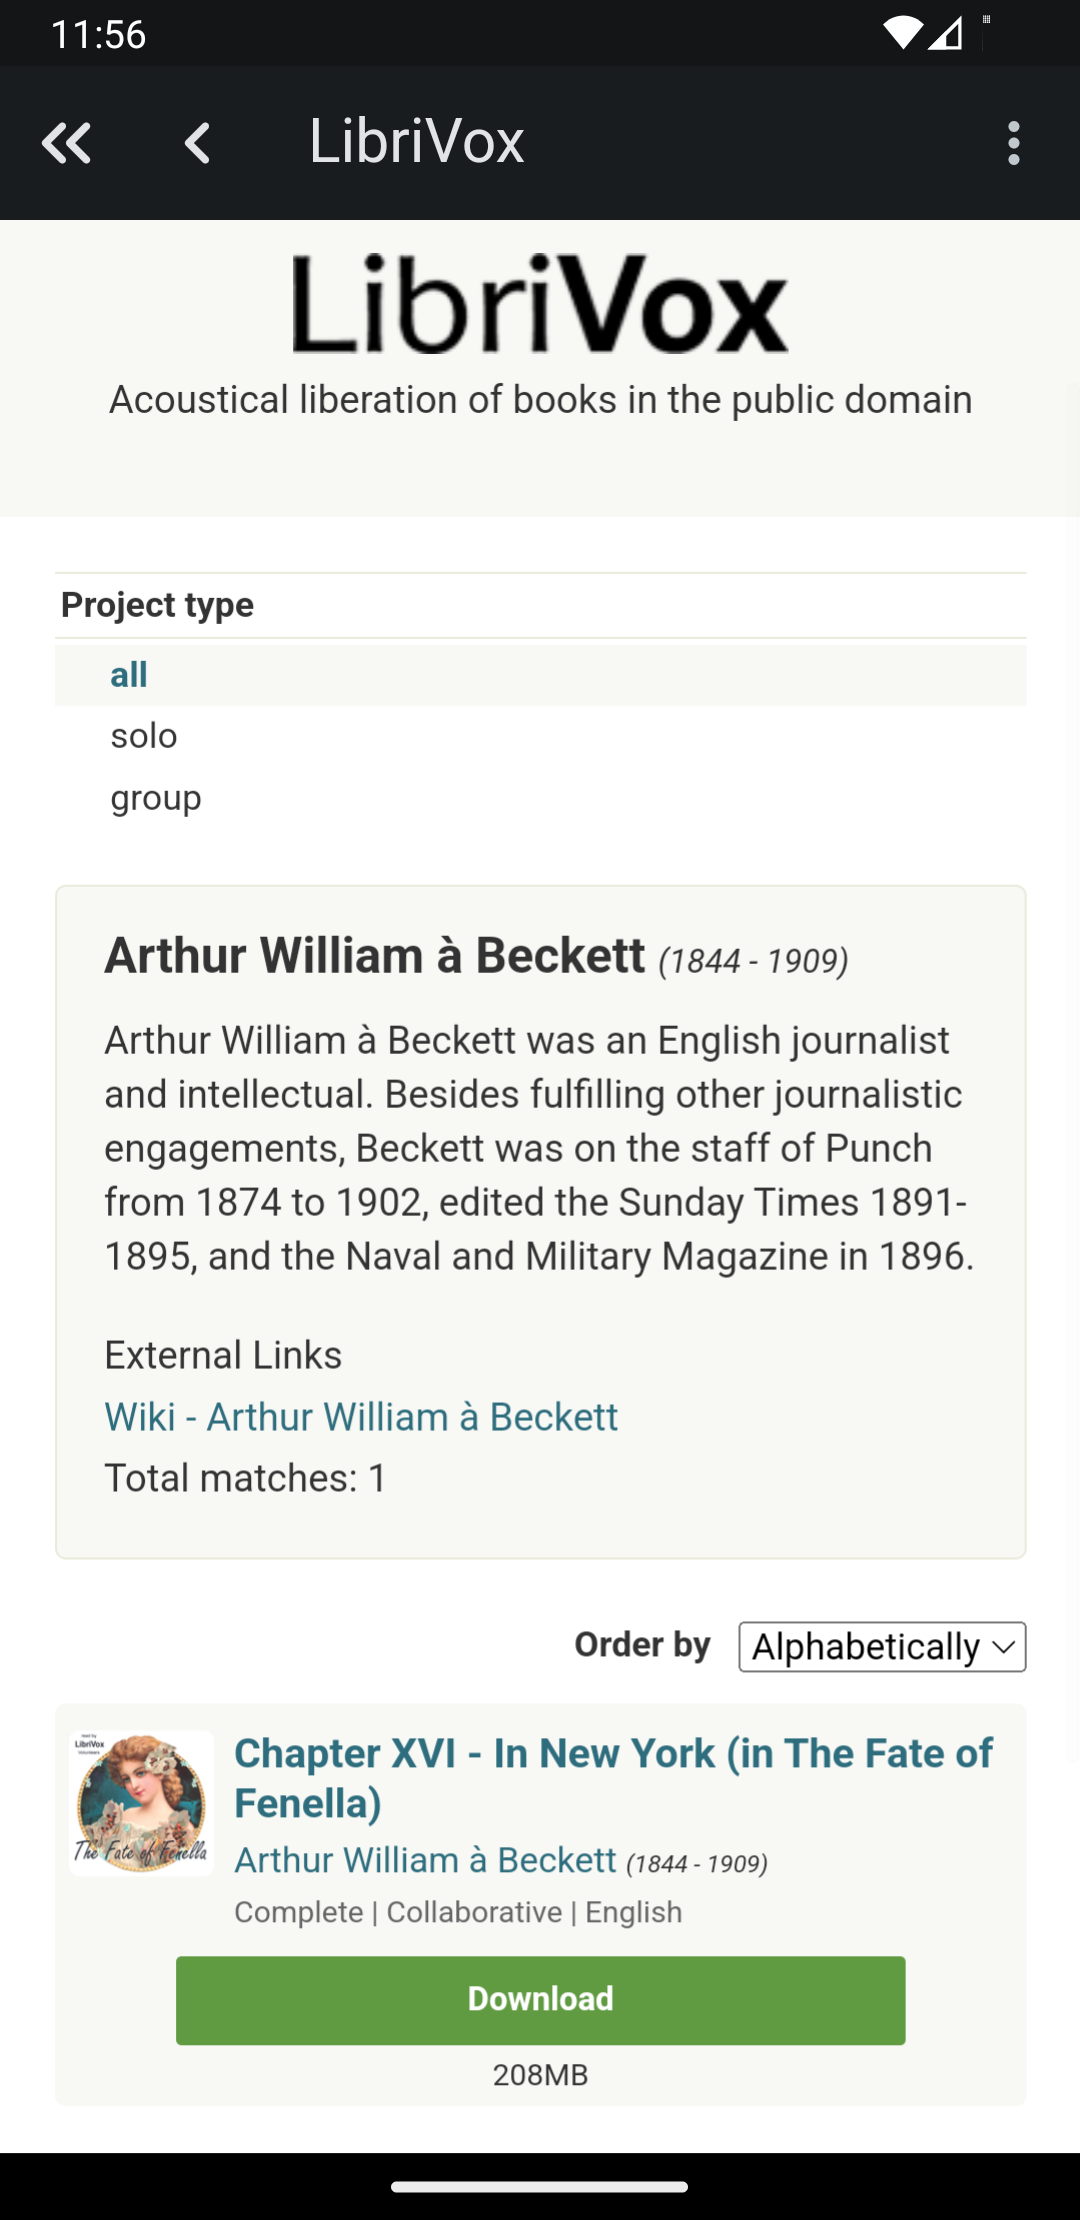 11:56
LibriVox
LibriVox
Acoustical liberation of books in the public domain
Project type
all
solo
group
Arthur William à Beckett (1844 - 1909)
Arthur William à Beckett was an English journalist
and intellectual. Besides fulfilling other journalistic
engagements, Beckett was on the staff of Punch
from 1874 to 1902, edited the Sunday Times 1891-
1895, and the Naval and Military Magazine in 1896.
External Links
Wiki - Arthur William à Beckett
Total matches: 1
Order by Alphabetically
read by
LibriVox
Volunteers
The Fate of Fenella
Chapter XVI - In New York (in The Fate of
Fenella)
Arthur William à Beckett (1844 - 1909)
Complete | Collaborative | English
Download
208MB